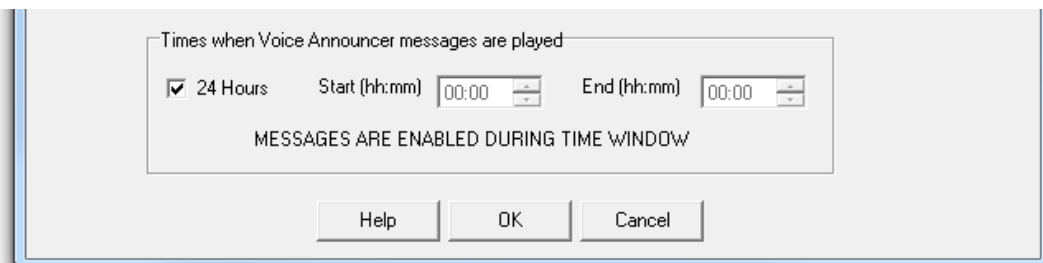 Times when Voice Announcer messages are played
24 Hours Start (hh:mm) 00:00 End (hh:mm) 00:00
MESSAGES ARE ENABLED DURING TIME WINDOW
Help OK Cancel